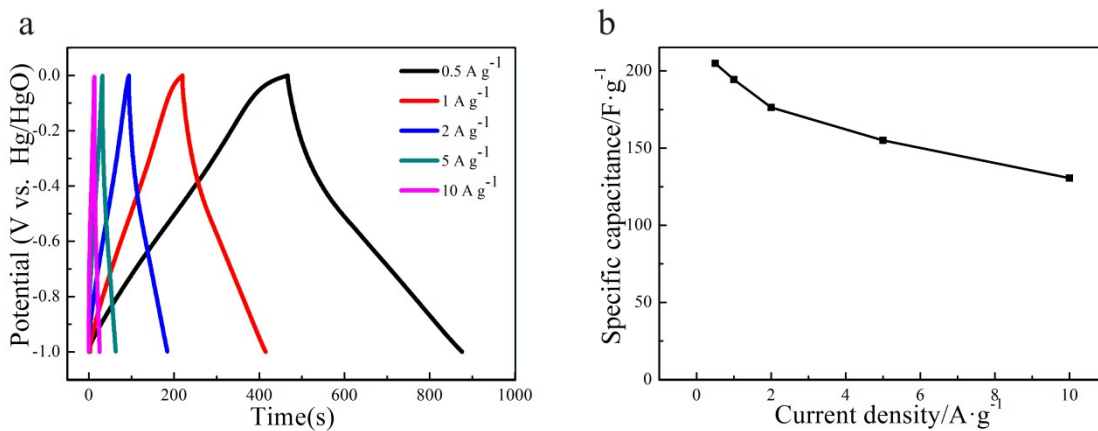 a
0.0
-0.2
-0.4
-0.6
-0.8
-1.0
Potential (V vs. Hg/HgO)
0.5 A g⁻¹
1 A g⁻¹
2 A g⁻¹
5 A g⁻¹
10 A g⁻¹
0 200 400 600 800 1000
Time(s)
b
200
150
100
50
0
Specific capacitance/F·g⁻¹
0 2 4 6 8 10
Current density/A·g⁻¹